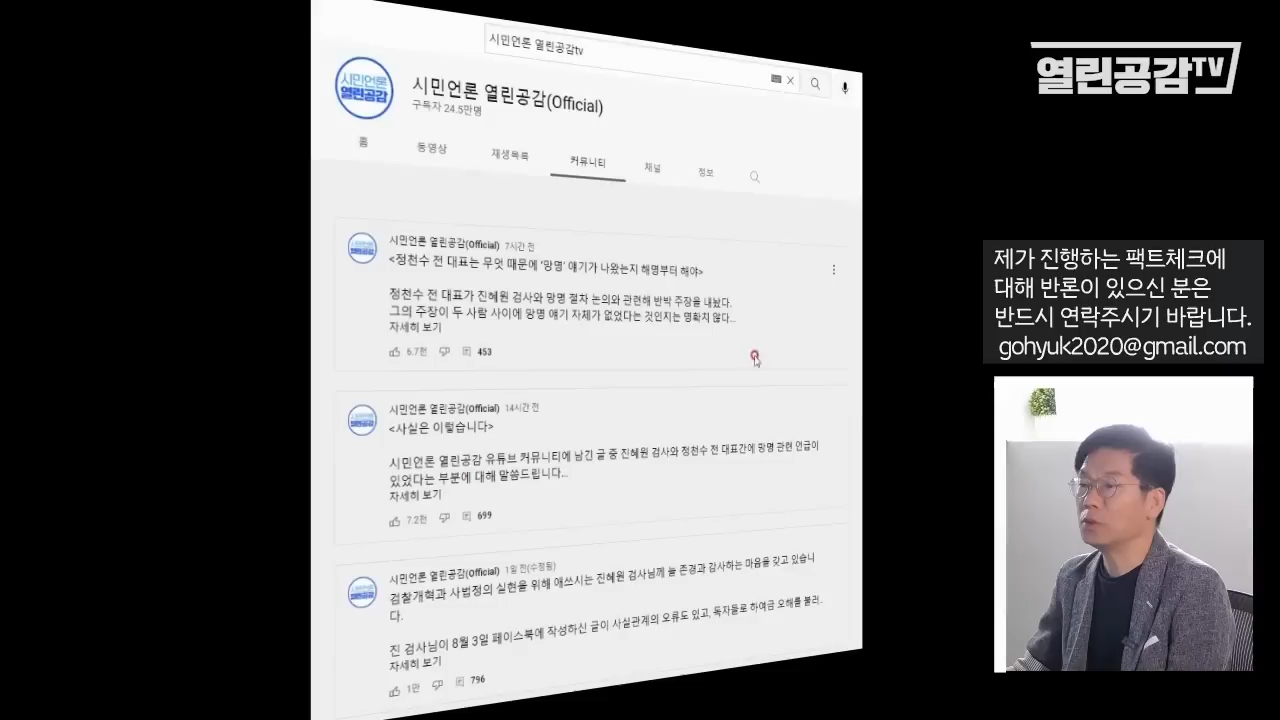 시민언론 열린공감tv
시민언론
열린공감
시민언론 열린공감(Official)
구독자 24.5만명
홈
동영상
재생목록
커뮤니티
채널
정보
시민언론 열린공감(Official) 7시간 전
<정천수 전 대표는 무엇 때문에 '망명' 얘기가 나왔는지 해명부터 해야>
정천수 전 대표가 진혜원 검사와 망명 절차 논의와 관련해 반박 주장을 내놨다.
그의 주장이 두 사람 사이에 망명 얘기 자체가 없었다는 것인지는 명확치 않다...
자세히 보기
6.7천 453
시민언론 열린공감(Official) 14시간 전
<사실은 이렇습니다>
시민언론 열린공감 유튜브 커뮤니티에 남긴 글 중 진혜원 검사와 정천수 전 대표간에 망명 관련 언급이
있었다는 부분에 대해 말씀드립니다...
자세히 보기
7.2천 699
시민언론 열린공감(Official) 1일 전(수정됨)
검찰개혁과 사법정의 실현을 위해 애쓰시는 진혜원 검사님께 늘 존경과 감사하는 마음을 갖고 있습니
다.
진 검사님이 8월 3일 페이스북에 작성하신 글이 사실관계의 오류도 있고, 독자들로 하여금 오해를 불러..
자세히 보기
1만 796
열린공감TV
제가 진행하는 팩트체크에
대해 반론이 있으신 분은
반드시 연락주시기 바랍니다.
gohyuk2020@gmail.com